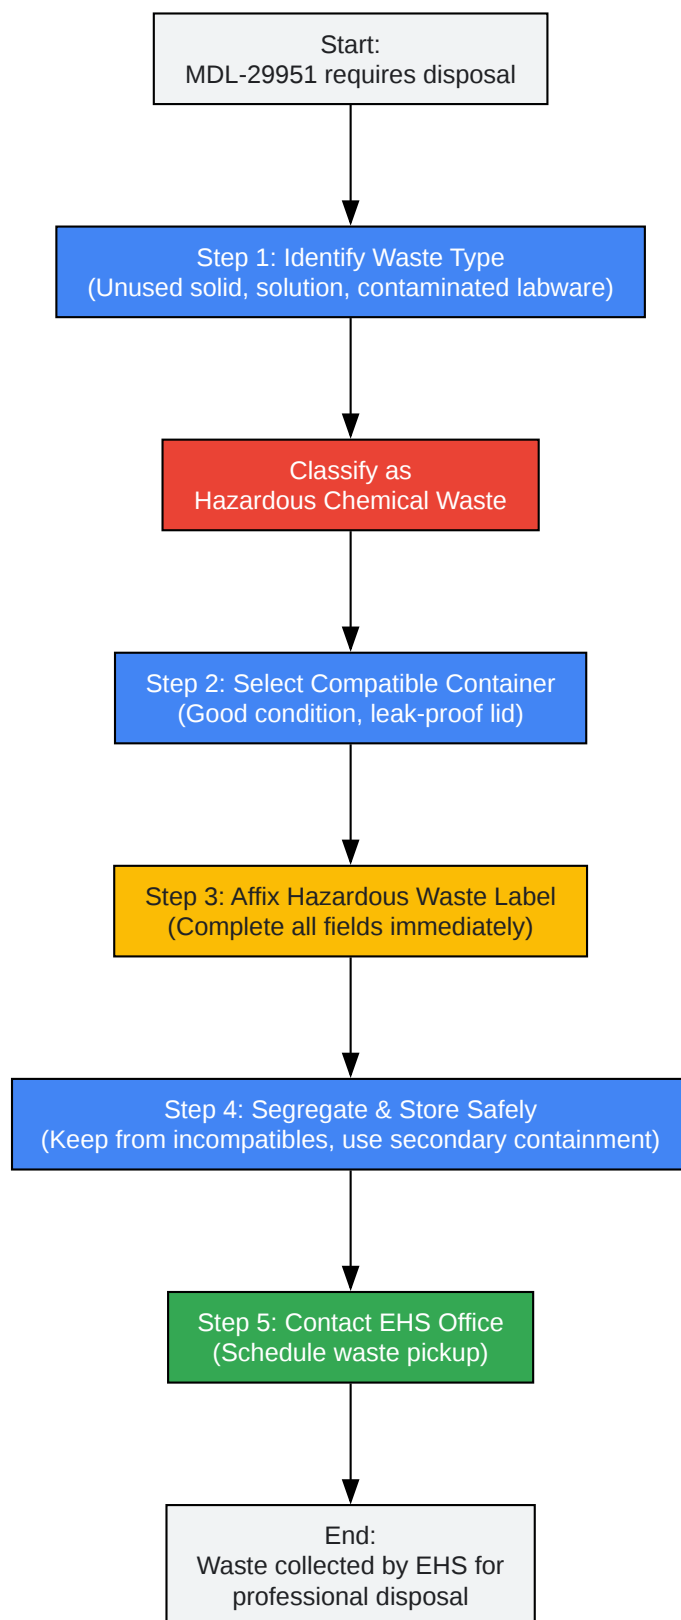 Start:
MDL-29951 requires disposal
Step 1: Identify Waste Type
(Unused solid, solution, contaminated labware)
Classify as
Hazardous Chemical Waste
Step 2: Select Compatible Container
(Good condition, leak-proof lid)
Step 3: Affix Hazardous Waste Label
(Complete all fields immediately)
Step 4: Segregate & Store Safely
(Keep from incompatibles, use secondary containment)
Step 5: Contact EHS Office
(Schedule waste pickup)
End:
Waste collected by EHS for
professional disposal